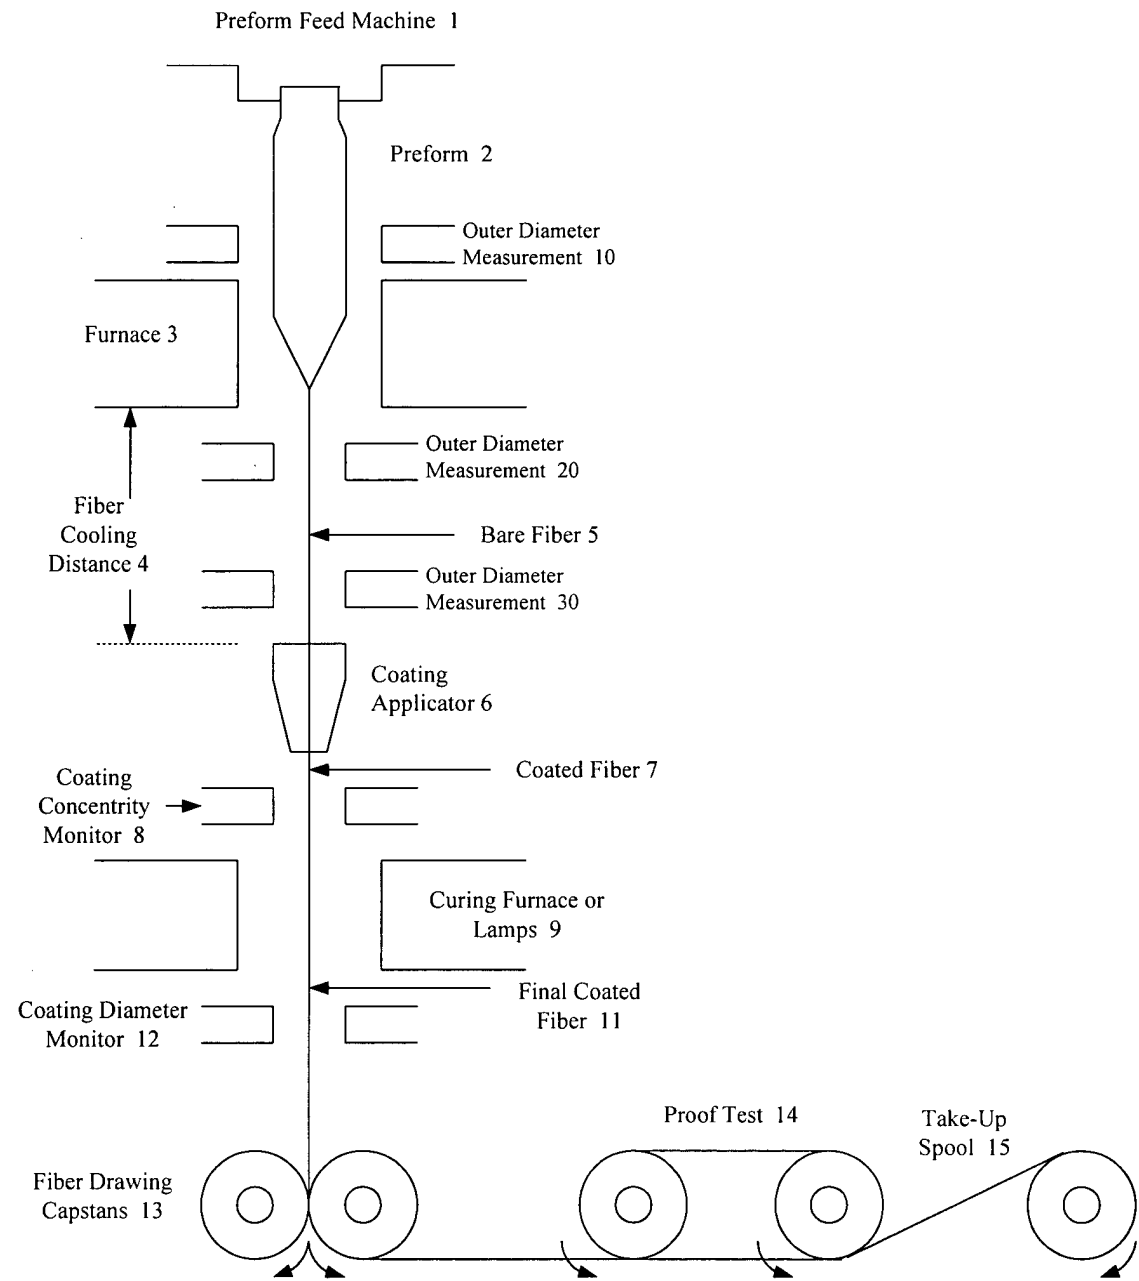 Preform Feed Machine 1
Preform 2
Outer Diameter
Measurement 10
Furnace 3
Outer Diameter
Measurement 20
Fiber
Cooling
Distance 4
Bare Fiber 5
Outer Diameter
Measurement 30
Coating
Applicator 6
Coated Fiber 7
Coating
Concentrity
Monitor 8
Curing Furnace or
Lamps 9
Final Coated
Fiber 11
Coating Diameter
Monitor 12
Proof Test 14
Take-Up
Spool 15
Fiber Drawing
Capstans 13